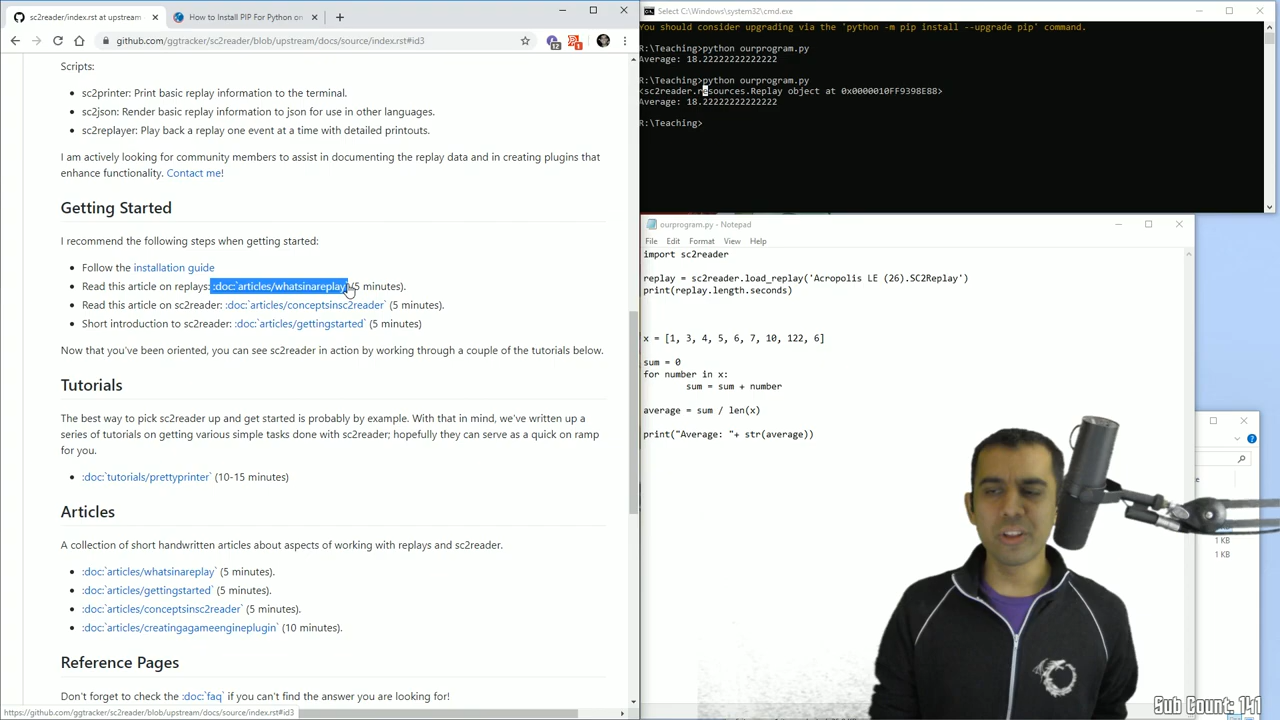 sc2reader/index.rst at upstream
How to Install PIP For Python on
https://github.com/ggtracker/sc2reader/blob/upstream/docs/source/index.rst#id3
12
1
Scripts:
sc2printer: Print basic replay information to the terminal.
sc2json: Render basic replay information to json for use in other languages.
sc2replayer: Play back a replay one event at a time with detailed printouts.
I am actively looking for community members to assist in documenting the replay data and in creating plugins that
enhance functionality. Contact me!
Getting Started
I recommend the following steps when getting started:
Follow the installation guide
Read this article on replays: :doc:`articles/whatsinareplay` (5 minutes).
Read this article on sc2reader: :doc:`articles/conceptsinsc2reader` (5 minutes).
Short introduction to sc2reader: :doc:`articles/gettingstarted` (5 minutes)
Now that you've been oriented, you can see sc2reader in action by working through a couple of the tutorials below.
Tutorials
The best way to pick sc2reader up and get started is probably by example. With that in mind, we've written up a
series of tutorials on getting various simple tasks done with sc2reader; hopefully they can serve as a quick on ramp
for you.
:doc:`tutorials/prettyprinter` (10-15 minutes)
Articles
A collection of short handwritten articles about aspects of working with replays and sc2reader.
:doc:`articles/whatsinareplay` (5 minutes).
:doc:`articles/gettingstarted` (5 minutes).
:doc:`articles/conceptsinsc2reader` (5 minutes).
:doc:`articles/creatingagameengineplugin` (10 minutes).
Reference Pages
Don't forget to check the :doc:`faq` if you can't find the answer you are looking for!
https://github.com/ggtracker/sc2reader/blob/upstream/docs/source/index.rst#id3
Select C:\Windows\system32\cmd.exe
You should consider upgrading via the 'python -m pip install --upgrade pip' command.
R:\Teaching>python ourprogram.py
Average: 18.22222222222222
R:\Teaching>python ourprogram.py
<sc2reader.resources.Replay object at 0x0000010FF9398E88>
Average: 18.22222222222222
R:\Teaching>
ourprogram.py - Notepad
File Edit Format View Help
import sc2reader
replay = sc2reader.load_replay('Acropolis LE (26).SC2Replay')
print(replay.length.seconds)
x = [1, 3, 4, 5, 6, 7, 10, 122, 6]
sum = 0
for number in x:
sum = sum + number
average = sum / len(x)
print("Average: "+ str(average))
1 KB
1 KB
Sub Count: 141